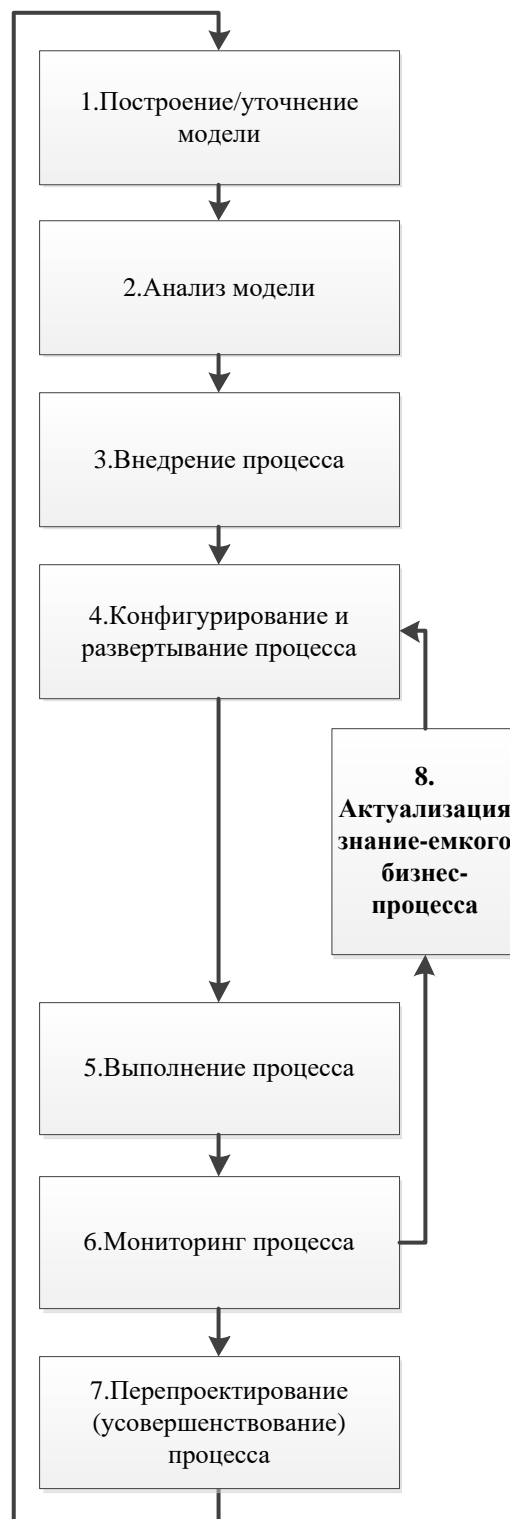 1.Построение/уточнение
модели
2.Анализ модели
3.Внедрение процесса
4.Конфигурирование и
развертывание процесса
8.
Актуализация
знание-емкого
бизнес-
процесса
5.Выполнение процесса
6.Мониторинг процесса
7.Перепроектирование
(усовершенствование)
процесса